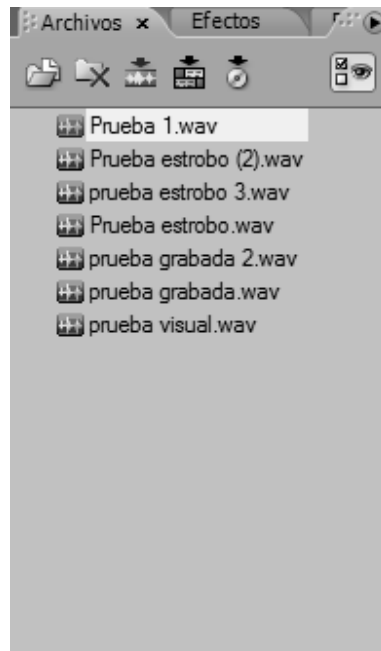 Archivos x Efectos
Prueba 1.wav
Prueba estrobo (2).wav
prueba estrobo 3.wav
Prueba estrobo.wav
prueba grabada 2.wav
prueba grabada.wav
prueba visual.wav